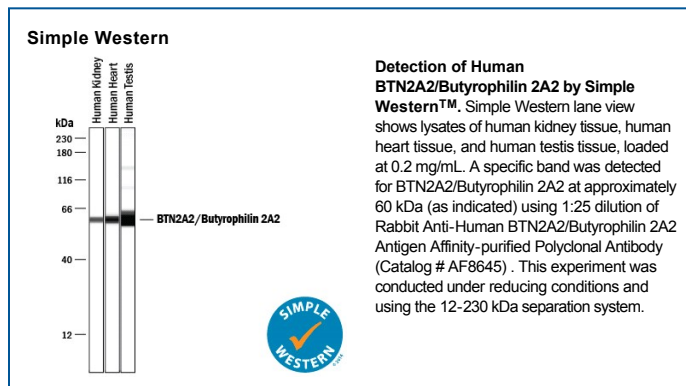 Simple Western
Human Kidney
Human Heart
Human Testis
kDa
230
180
116
66
40
12
BTN2A2/Butyrophilin 2A2
SIMPLE
WESTERN
Detection of Human
BTN2A2/Butyrophilin 2A2 by Simple
Western™. Simple Western lane view
shows lysates of human kidney tissue, human
heart tissue, and human testis tissue, loaded
at 0.2 mg/mL. A specific band was detected
for BTN2A2/Butyrophilin 2A2 at approximately
60 kDa (as indicated) using 1:25 dilution of
Rabbit Anti-Human BTN2A2/Butyrophilin 2A2
Antigen Affinity-purified Polyclonal Antibody
(Catalog # AF8645) . This experiment was
conducted under reducing conditions and
using the 12-230 kDa separation system.